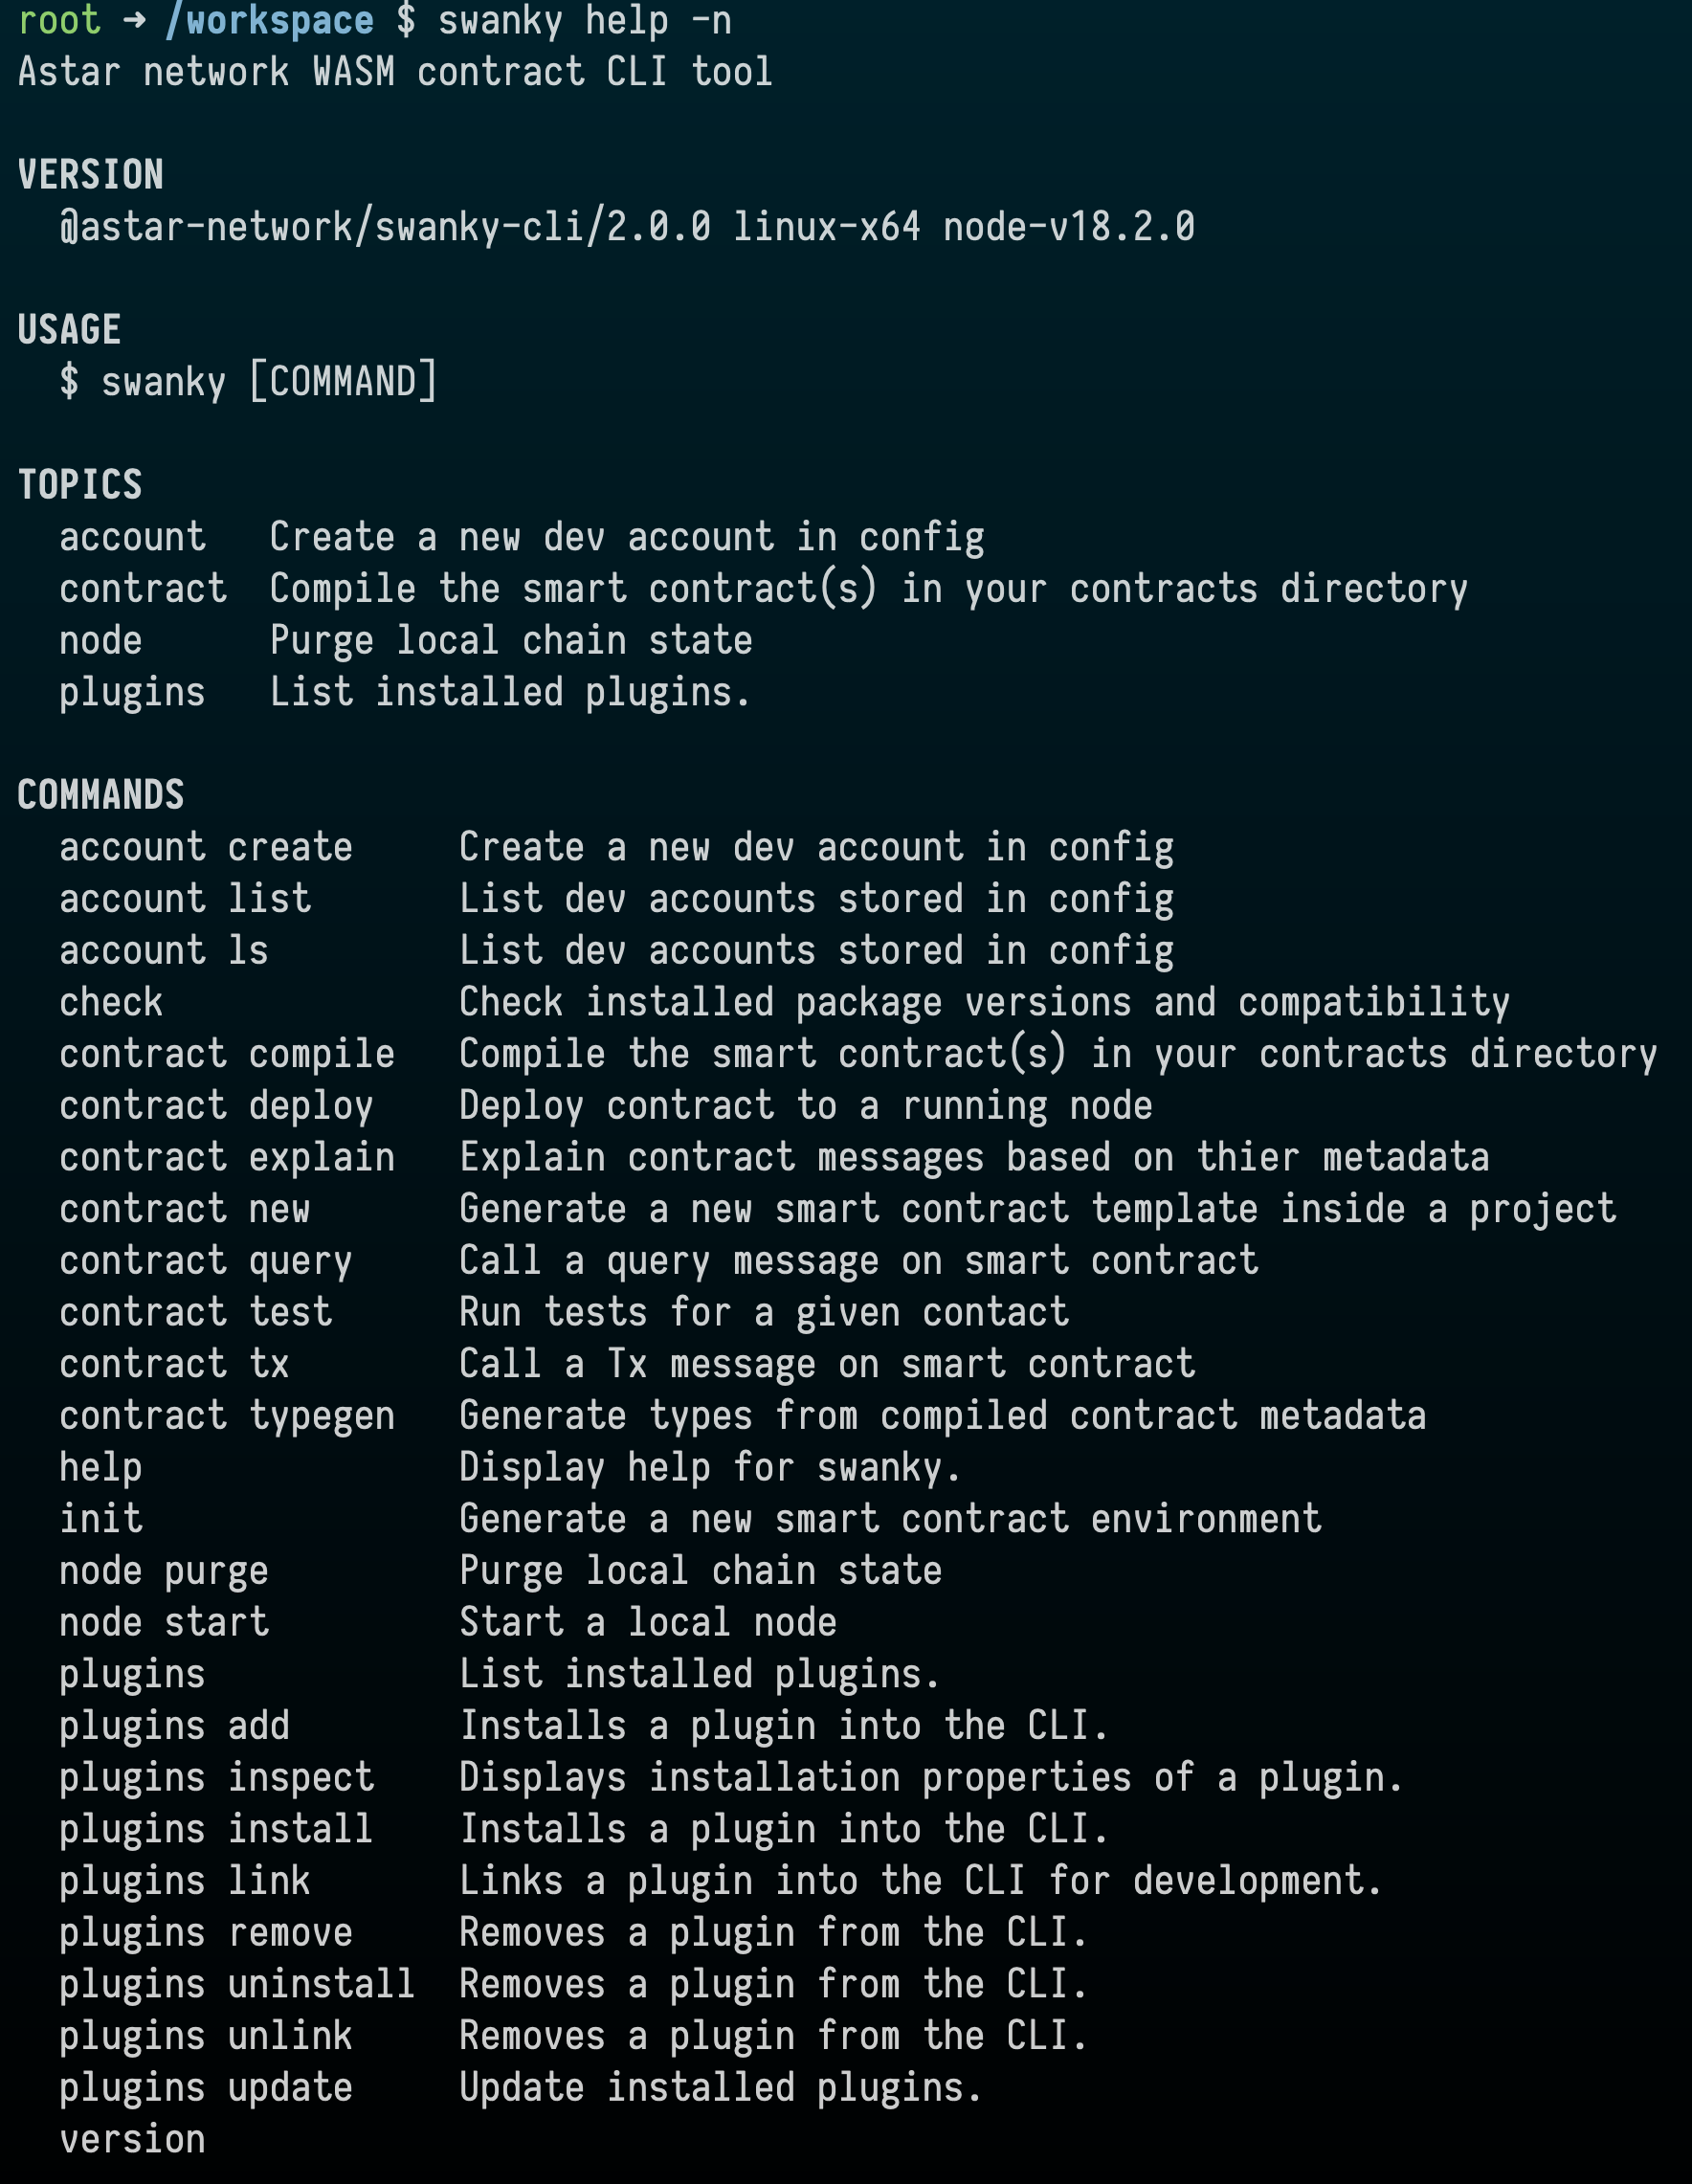 root → /workspace $ swanky help -n
Astar network WASM contract CLI tool
VERSION
@astar-network/swanky-cli/2.0.0 linux-x64 node-v18.2.0
USAGE
$ swanky [COMMAND]
TOPICS
account Create a new dev account in config
contract Compile the smart contract(s) in your contracts directory
node Purge local chain state
plugins List installed plugins.
COMMANDS
account create Create a new dev account in config
account list List dev accounts stored in config
account ls List dev accounts stored in config
check Check installed package versions and compatibility
contract compile Compile the smart contract(s) in your contracts directory
contract deploy Deploy contract to a running node
contract explain Explain contract messages based on thier metadata
contract new Generate a new smart contract template inside a project
contract query Call a query message on smart contract
contract test Run tests for a given contact
contract tx Call a Tx message on smart contract
contract typegen Generate types from compiled contract metadata
help Display help for swanky.
init Generate a new smart contract environment
node purge Purge local chain state
node start Start a local node
plugins List installed plugins.
plugins add Installs a plugin into the CLI.
plugins inspect Displays installation properties of a plugin.
plugins install Installs a plugin into the CLI.
plugins link Links a plugin into the CLI for development.
plugins remove Removes a plugin from the CLI.
plugins uninstall Removes a plugin from the CLI.
plugins unlink Removes a plugin from the CLI.
plugins update Update installed plugins.
version